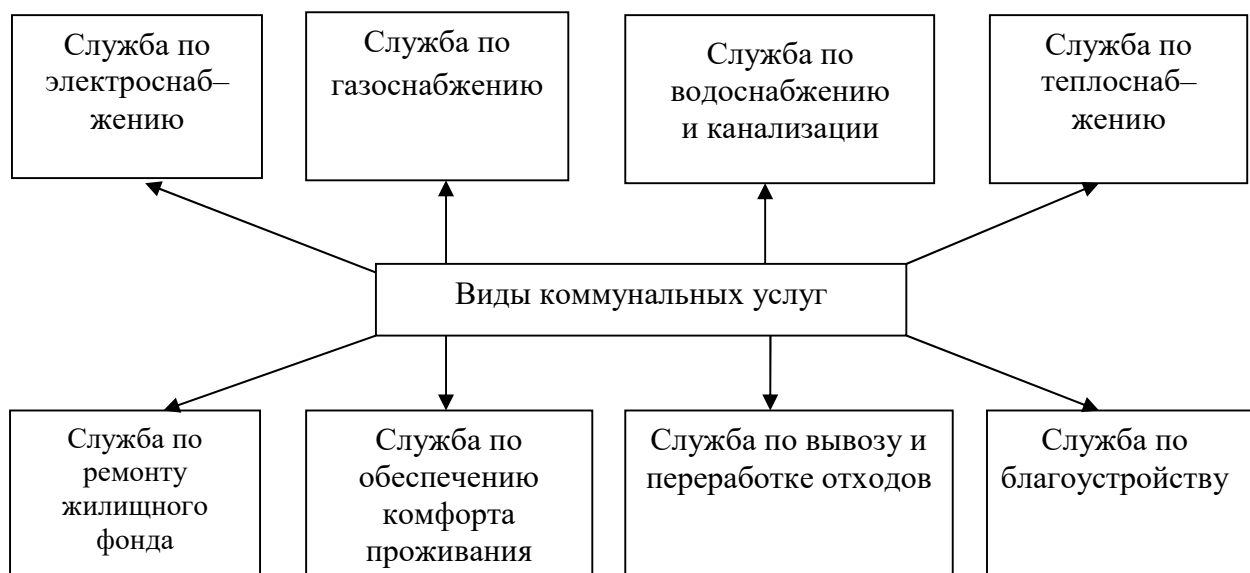 Служба по
электроснаб–
жению
Служба по
газоснабжению
Служба по
водоснабжению
и канализации
Служба по
теплоснаб–
жению
Виды коммунальных услуг
Служба по
ремонту
жилищного
фонда
Служба по
обеспечению
комфорта
проживания
Служба по вывозу и
переработке отходов
Служба по
благоустройству